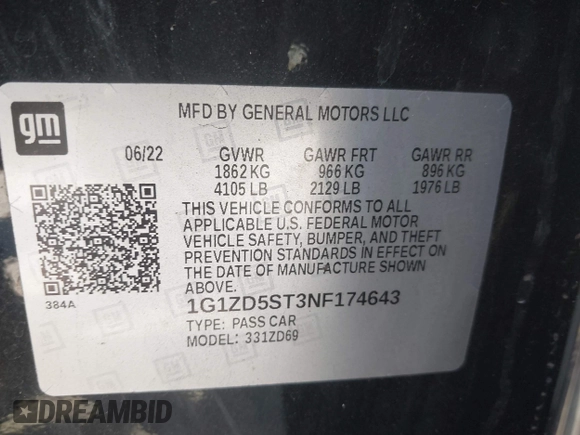 gm
MFD BY GENERAL MOTORS LLC
06/22 GVWR GAWR FRT GAWR RR
1862 KG 966 KG 896 KG
4105 LB 2129 LB 1976 LB
THIS VEHICLE CONFORMS TO ALL
APPLICABLE U.S. FEDERAL MOTOR
VEHICLE SAFETY, BUMPER, AND THEFT
PREVENTION STANDARDS IN EFFECT ON
THE DATE OF MANUFACTURE SHOWN
ABOVE.
384A
1G1ZD5ST3NF174643
TYPE: PASS CAR
MODEL: 331ZD69
DREAMBID